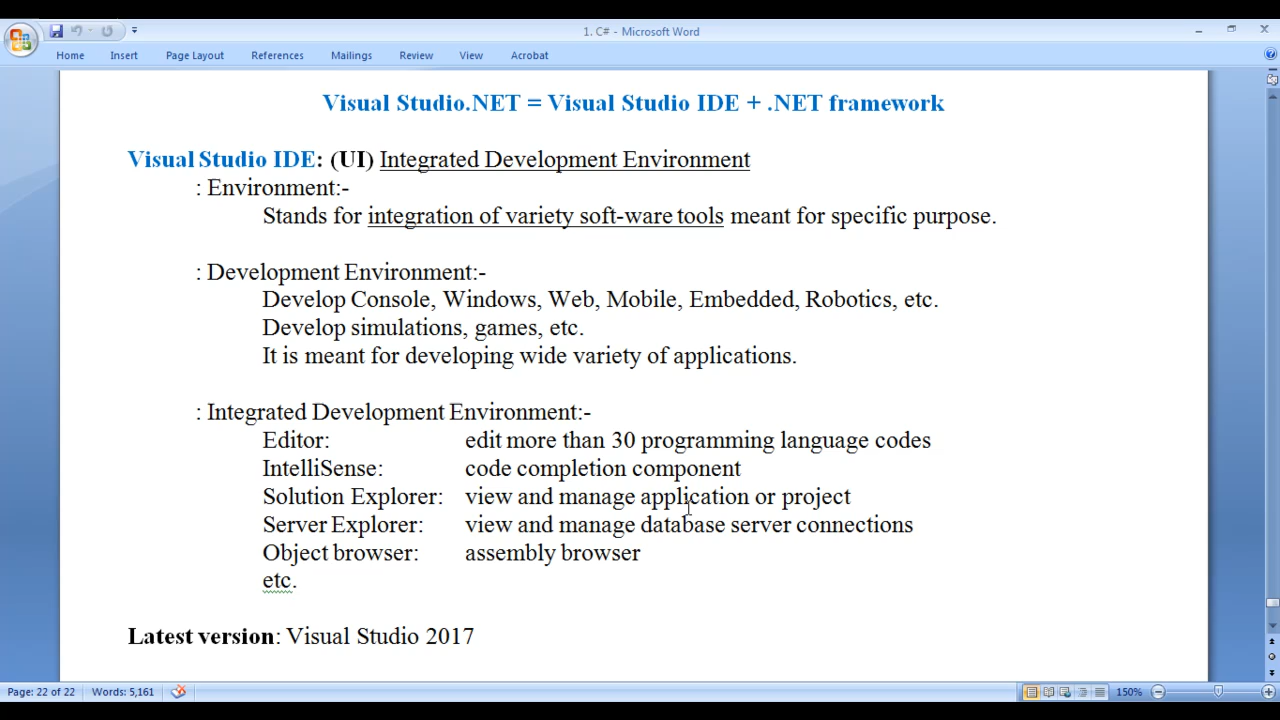 1. C# - Microsoft Word
Home Insert Page Layout References Mailings Review View Acrobat
Visual Studio.NET = Visual Studio IDE + .NET framework
Visual Studio IDE: (UI) Integrated Development Environment
: Environment:-
Stands for integration of variety soft-ware tools meant for specific purpose.
: Development Environment:-
Develop Console, Windows, Web, Mobile, Embedded, Robotics, etc.
Develop simulations, games, etc.
It is meant for developing wide variety of applications.
: Integrated Development Environment:-
Editor: edit more than 30 programming language codes
IntelliSense: code completion component
Solution Explorer: view and manage application or project
Server Explorer: view and manage database server connections
Object browser: assembly browser
etc.
Latest version: Visual Studio 2017
Page: 22 of 22 Words: 5,161 150%